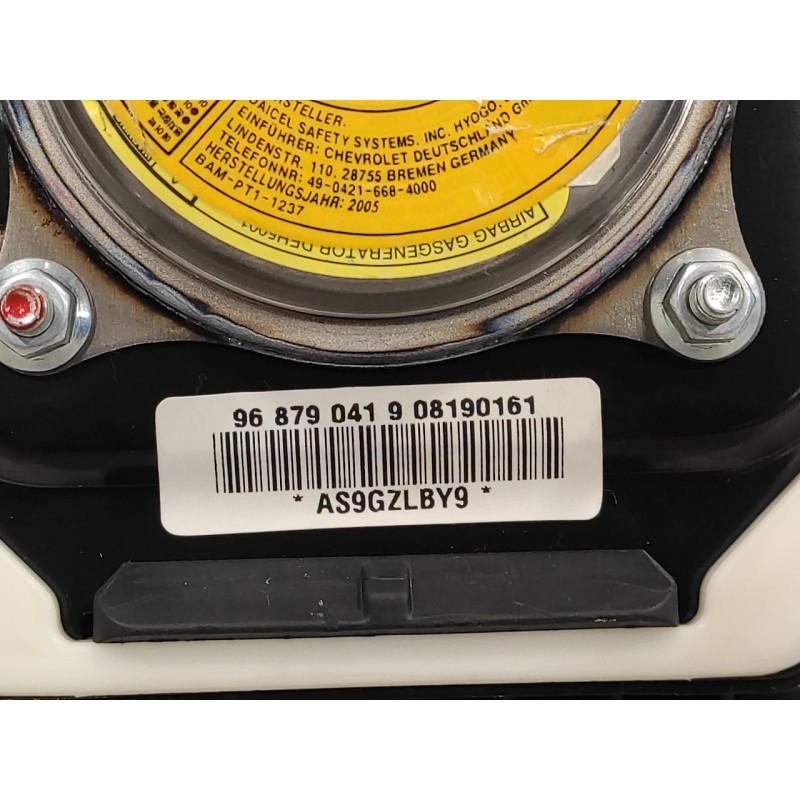 DAICEL SAFETY SYSTEMS, INC. HYOGO.
EINFÜHRER: CHEVROLET DEUTSCHLAND
LINDENSTR, 110, 28755 BREMEN GERMANY
TELEFONNR: 49-0421-668-4000
HERSTELLUNGSJAHR: 2005
BAM-PT1-1237
AIRBAG GASGENERATOR
96 879 041 9 08190161
* AS9GZLBY9 *